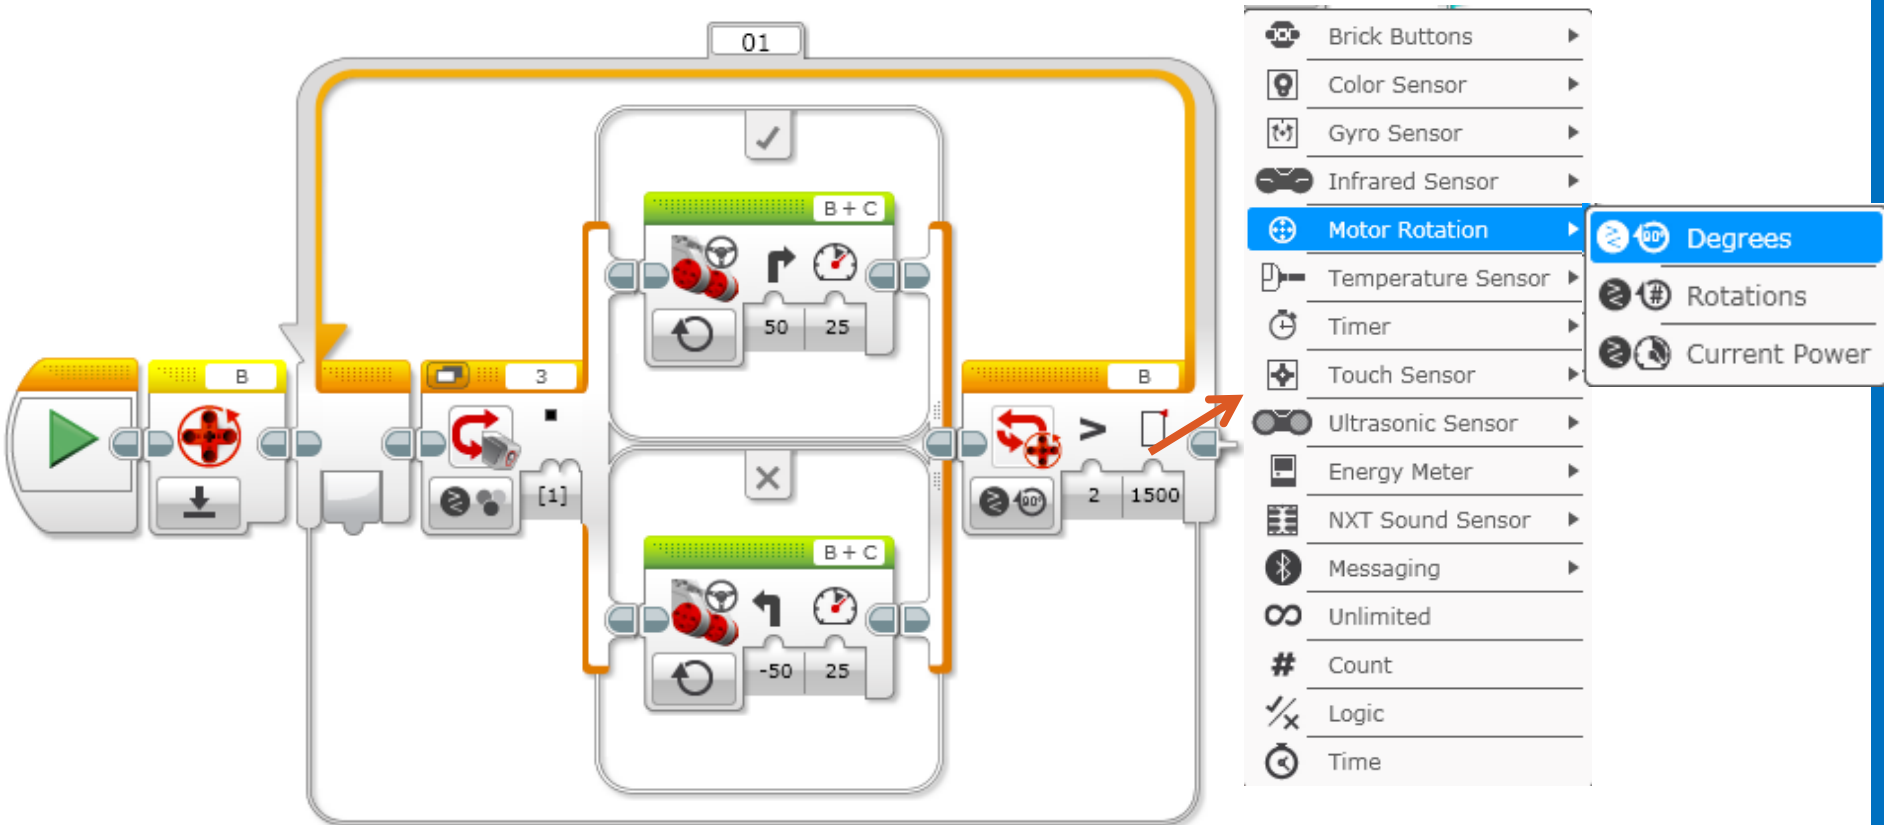 01
B
3
[1]
B + C
50 25
B + C
-50 25
B
> 2 1500
90°
Brick Buttons
Color Sensor
Gyro Sensor
Infrared Sensor
Motor Rotation
Temperature Sensor
Timer
Touch Sensor
Ultrasonic Sensor
Energy Meter
NXT Sound Sensor
Messaging
Unlimited
# Count
Logic
Time
90° Degrees
# Rotations
Current Power